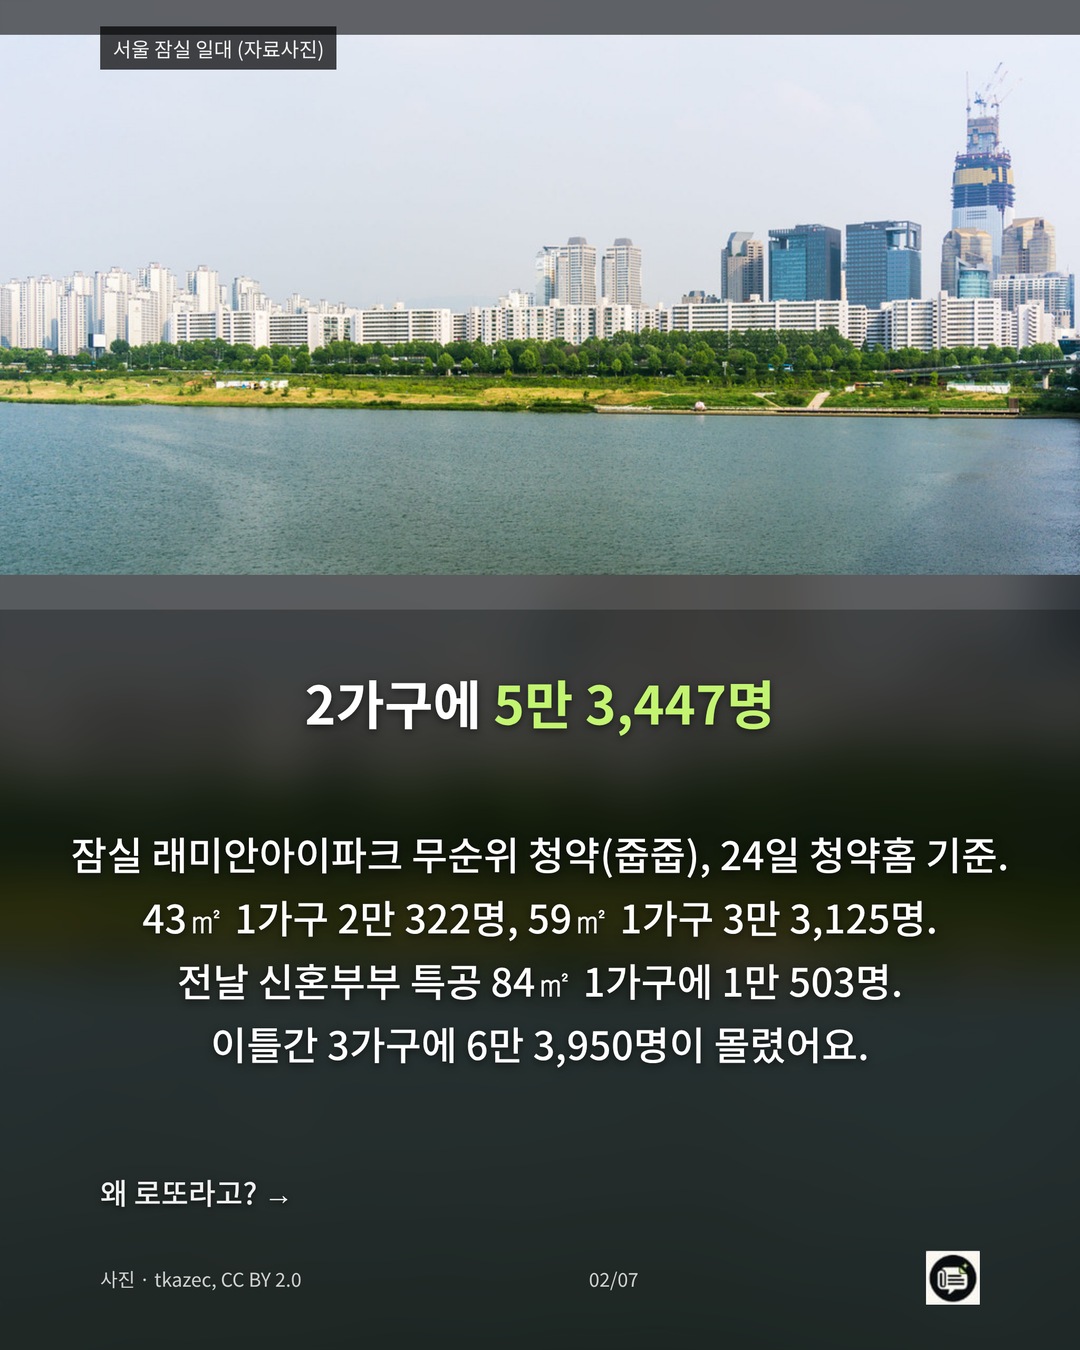 서울 잠실 일대 (자료사진)
2가구에 5만 3,447명
잠실 래미안아이파크 무순위 청약(줍줍), 24일 청약홈 기준.
43㎡ 1가구 2만 322명, 59㎡ 1가구 3만 3,125명.
전날 신혼부부 특공 84㎡ 1가구에 1만 503명.
이틀간 3가구에 6만 3,950명이 몰렸어요.
왜 로또라고? →
사진 · tkazec, CC BY 2.0
02/07